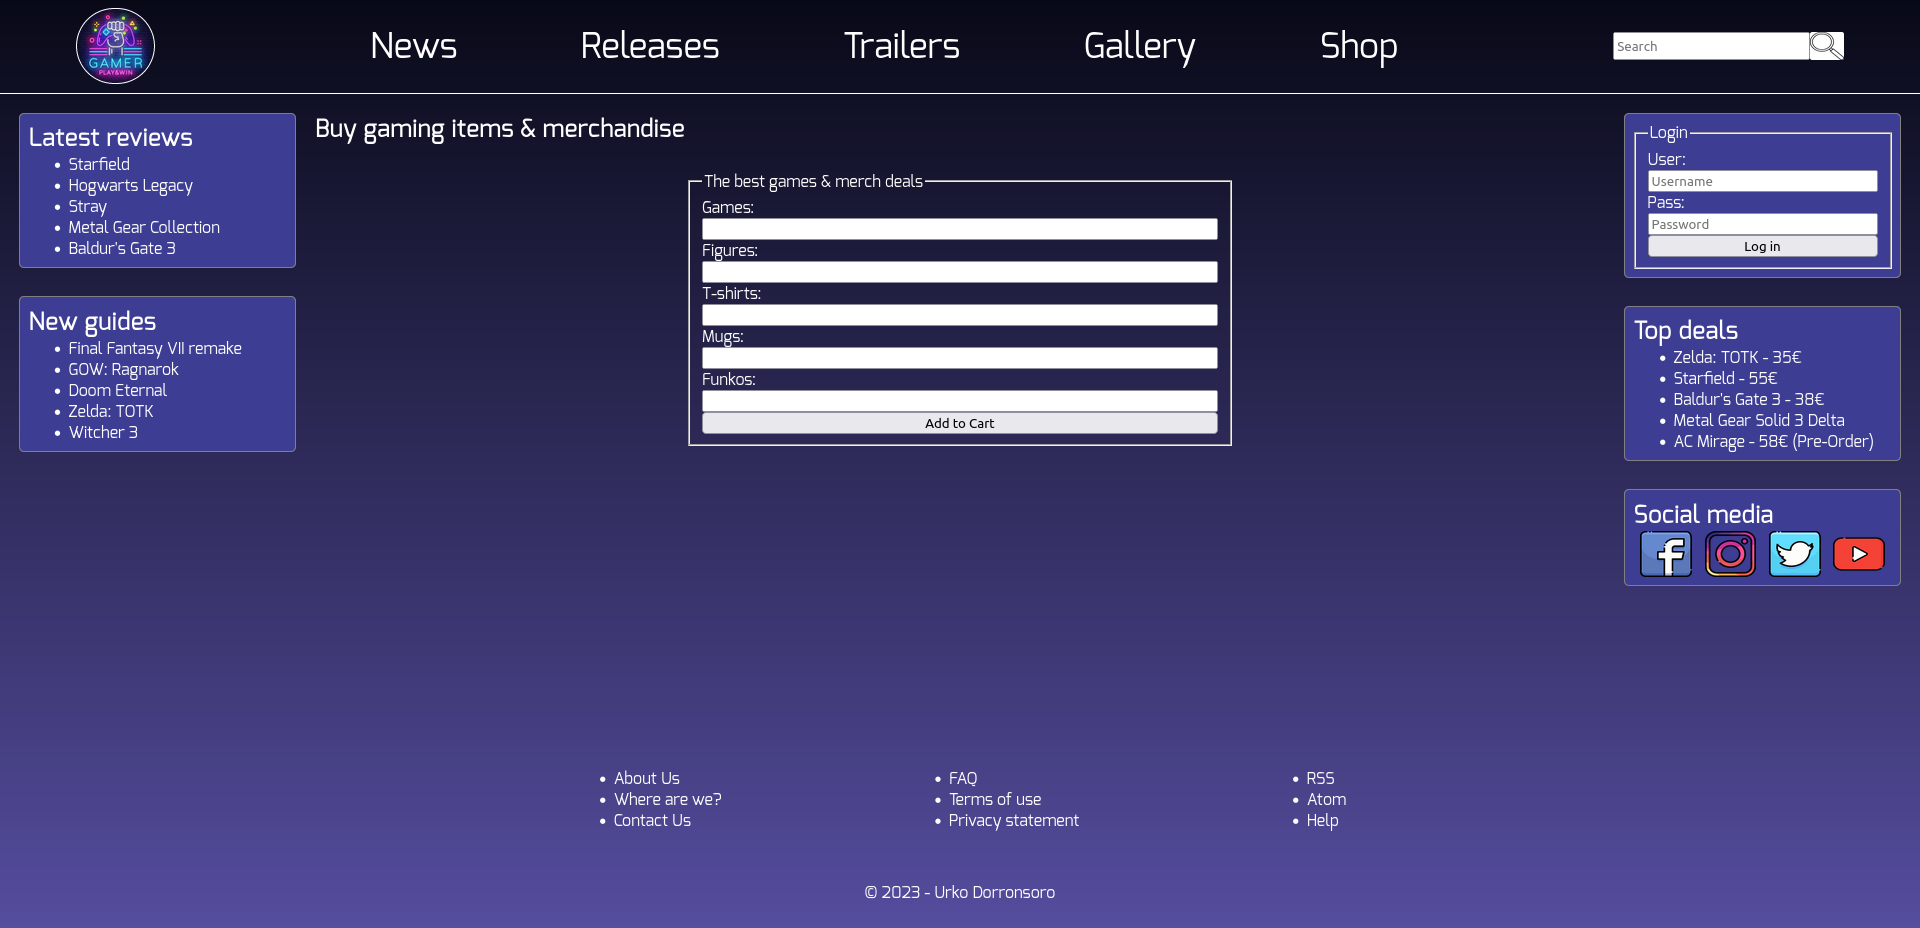 GAMER
PLAY&WIN
News
Releases
Trailers
Gallery
Shop
Search
Latest reviews
Starfield
Hogwarts Legacy
Stray
Metal Gear Collection
Baldur's Gate 3
New guides
Final Fantasy VII remake
GOW: Ragnarok
Doom Eternal
Zelda: TOTK
Witcher 3
Buy gaming items & merchandise
The best games & merch deals
Games:
Figures:
T-shirts:
Mugs:
Funkos:
Add to Cart
Login
User:
Username
Pass:
Password
Log in
Top deals
Zelda: TOTK - 35€
Starfield - 55€
Baldur's Gate 3 - 38€
Metal Gear Solid 3 Delta
AC Mirage - 58€ (Pre-Order)
Social media
About Us
Where are we?
Contact Us
FAQ
Terms of use
Privacy statement
RSS
Atom
Help
© 2023 - Urko Dorronsoro